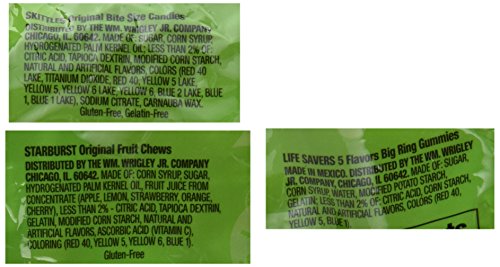 SKITTLES Original Bite Size Candies
DISTRIBUTED BY THE WM. WRIGLEY JR. COMPANY
CHICAGO, IL. 60642. MADE OF: SUGAR, CORN SYRUP,
HYDROGENATED PALM KERNEL OIL; LESS THAN 2% OF:
CITRIC ACID, TAPIOCA DEXTRIN, MODIFIED CORN STARCH,
NATURAL AND ARTIFICIAL FLAVORS, COLORS (RED 40
LAKE, TITANIUM DIOXIDE, RED 40, YELLOW 5 LAKE,
YELLOW 5, YELLOW 6 LAKE, YELLOW 6, BLUE 2 LAKE, BLUE
1, BLUE 1 LAKE), SODIUM CITRATE, CARNAUBA WAX.
Gluten-Free, Gelatin-Free
STARBURST Original Fruit Chews
DISTRIBUTED BY THE WM. WRIGLEY JR. COMPANY
CHICAGO, IL. 60642. MADE OF: CORN SYRUP, SUGAR,
HYDROGENATED PALM KERNEL OIL, FRUIT JUICE FROM
CONCENTRATE (APPLE, LEMON, STRAWBERRY, ORANGE,
CHERRY), LESS THAN 2% - CITRIC ACID, TAPIOCA DEXTRIN,
GELATIN, MODIFIED CORN STARCH, NATURAL AND
ARTIFICIAL FLAVORS, ASCORBIC ACID (VITAMIN C),
COLORING (RED 40, YELLOW 5, YELLOW 6, BLUE 1).
Gluten-Free
LIFE SAVERS 5 Flavors Big Ring Gummies
MADE IN MEXICO. DISTRIBUTED BY THE WM. WRIGLEY
JR. COMPANY, CHICAGO, IL. 60642. MADE OF: CORN
SYRUP, SUGAR, WATER, MODIFIED POTATO STARCH,
GELATIN; LESS THAN 2% OF: CITRIC ACID, CORN STARCH,
NATURAL AND ARTIFICIAL FLAVORS, COLORS (RED 40,
YELLOW 5, BLUE 1)